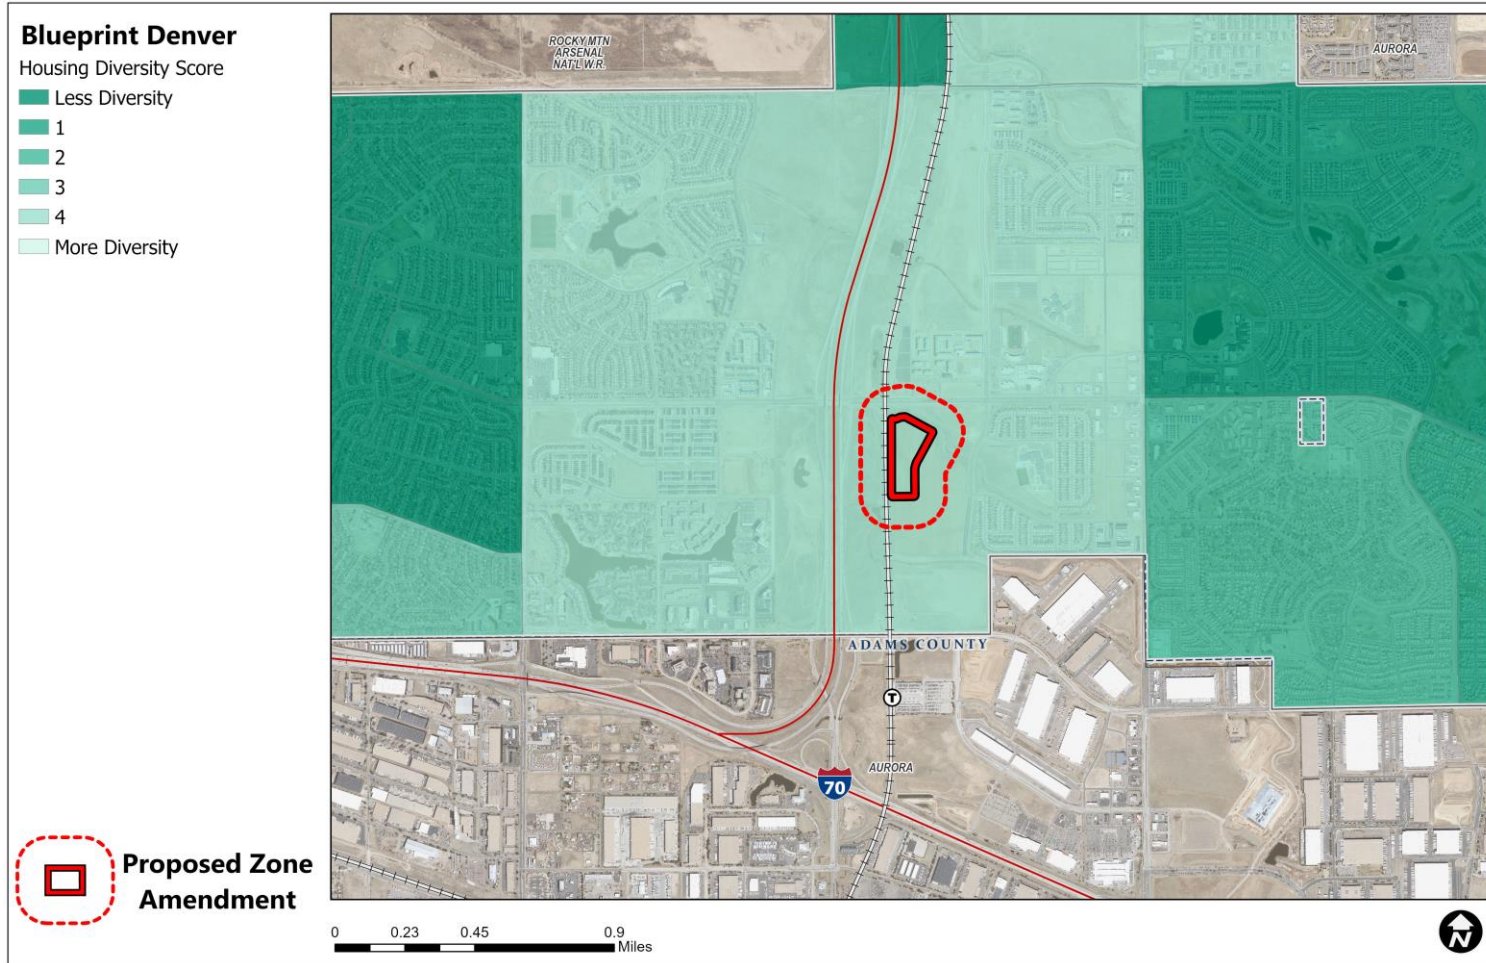 Blueprint Denver
Housing Diversity Score
Less Diversity
1
2
3
4
More Diversity
ROCKY MTN
ARSENAL
NAT'L W.R.
AURORA
ADAMS COUNTY
T
AURORA
70
Proposed Zone
Amendment
0 0.23 0.45 0.9
Miles
N